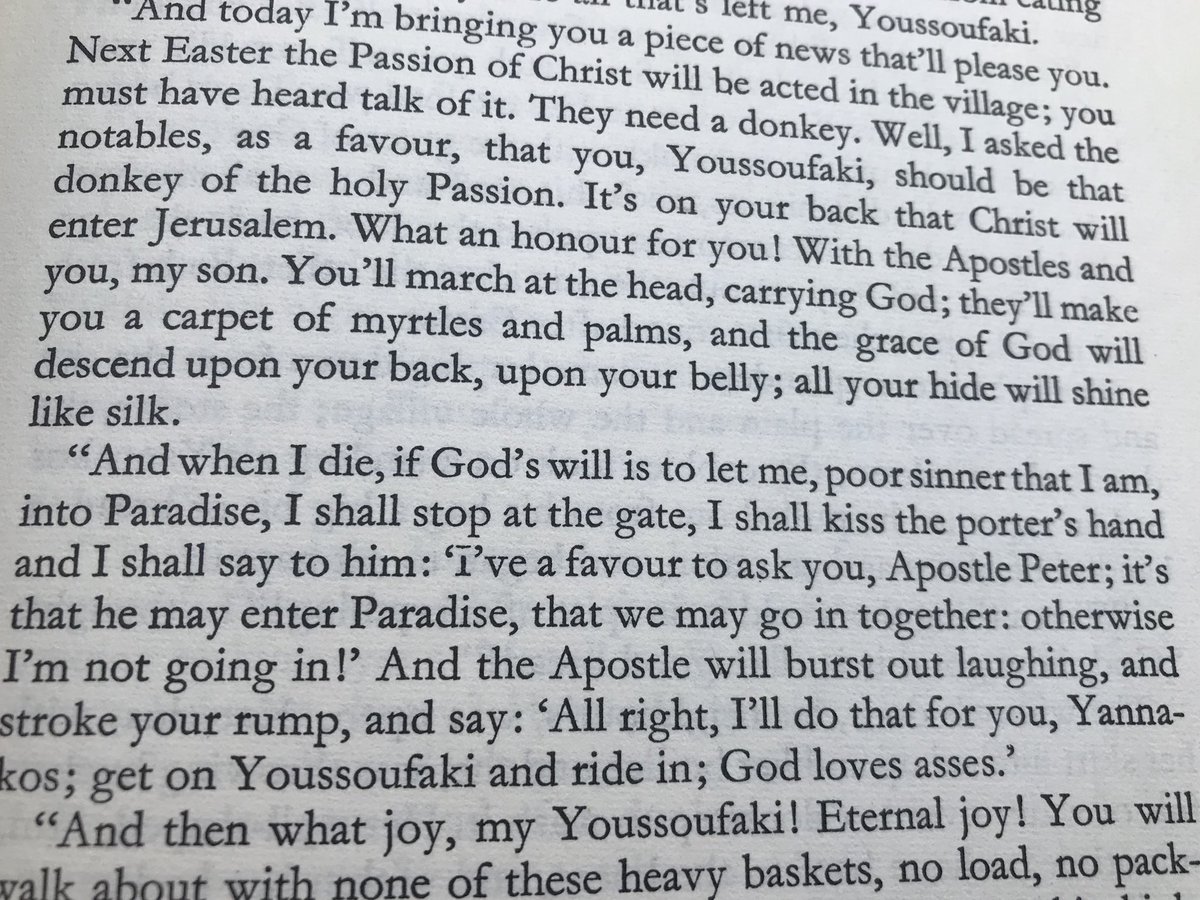 that's left me, Youssoufaki.
"And today I'm bringing you a piece of news that'll please you.
Next Easter the Passion of Christ will be acted in the village; you
must have heard talk of it. They need a donkey. Well, I asked the
notables, as a favour, that you, Youssoufaki, should be that
donkey of the holy Passion. It's on your back that Christ will
enter Jerusalem. What an honour for you! With the Apostles and
you, my son. You'll march at the head, carrying God; they'll make
you a carpet of myrtles and palms, and the grace of God will
descend upon your back, upon your belly; all your hide will shine
like silk.
"And when I die, if God's will is to let me, poor sinner that I am,
into Paradise, I shall stop at the gate, I shall kiss the porter's hand
and I shall say to him: 'I've a favour to ask you, Apostle Peter; it's
that he may enter Paradise, that we may go in together: otherwise
I'm not going in!' And the Apostle will burst out laughing, and
stroke your rump, and say: 'All right, I'll do that for you, Yanna-
kos; get on Youssoufaki and ride in; God loves asses.'
"And then what joy, my Youssoufaki! Eternal joy! You will
walk about with none of these heavy baskets, no load, no pack-